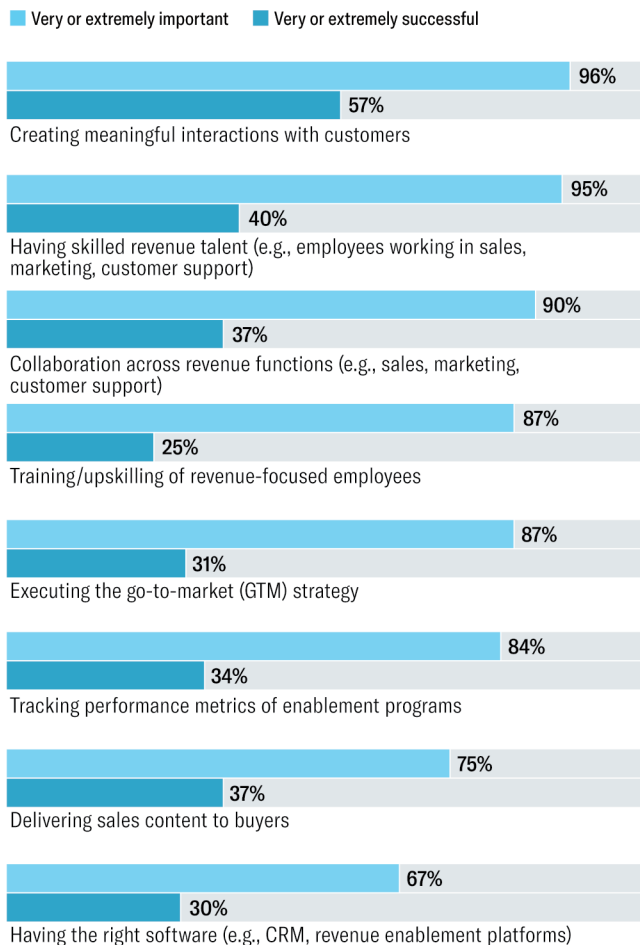 Very or extremely important Very or extremely successful
96%
57%
Creating meaningful interactions with customers
95%
40%
Having skilled revenue talent (e.g., employees working in sales,
marketing, customer support)
90%
37%
Collaboration across revenue functions (e.g., sales, marketing,
customer support)
87%
25%
Training/upskilling of revenue-focused employees
87%
31%
Executing the go-to-market (GTM) strategy
84%
34%
Tracking performance metrics of enablement programs
75%
37%
Delivering sales content to buyers
67%
30%
Having the right software (e.g., CRM, revenue enablement platforms)